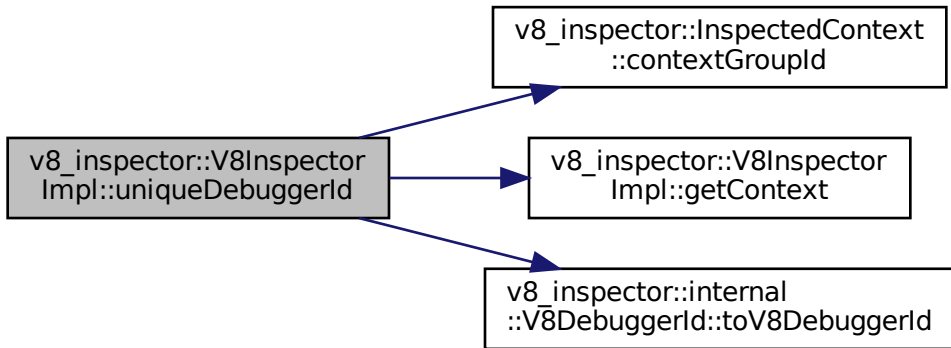 v8_inspector::InspectedContext
::contextGroupId
v8_inspector::V8Inspector
Impl::uniqueDebuggerId
v8_inspector::V8Inspector
Impl::getContext
v8_inspector::internal
::V8DebuggerId::toV8DebuggerId